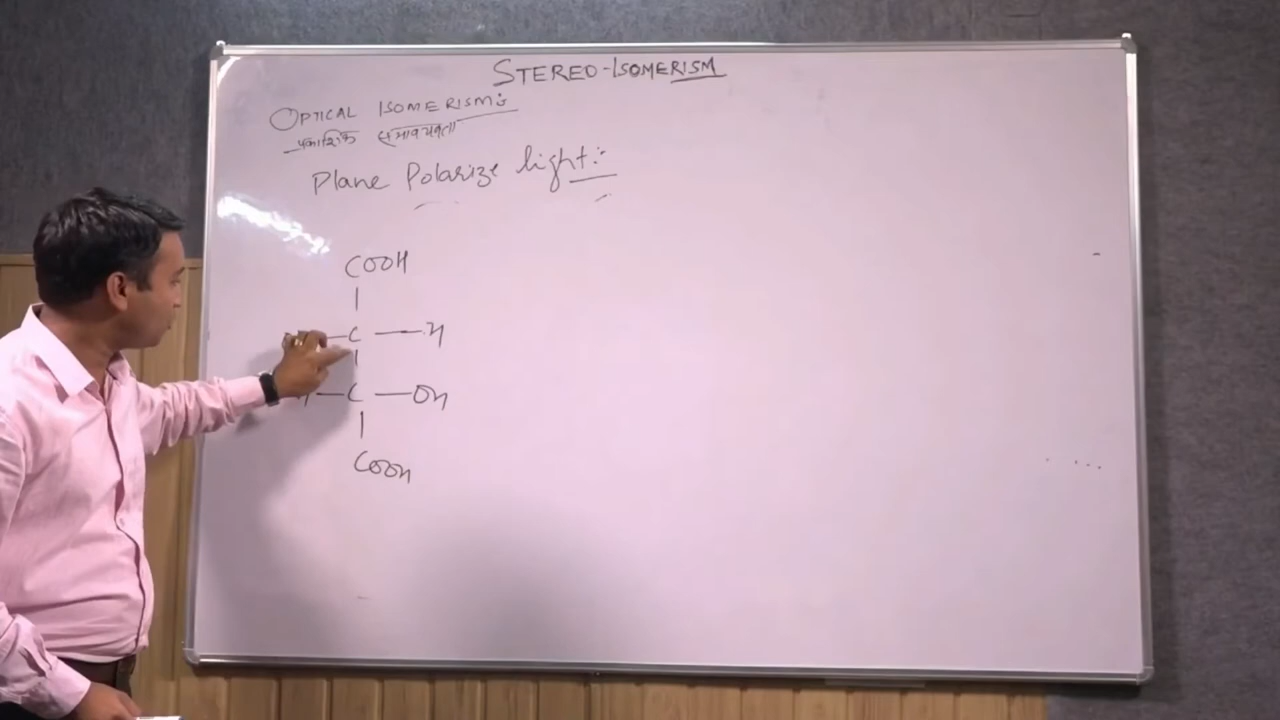 STEREO-ISOMERISM
OPTICAL ISOMERISM:
प्रकाशिक समावयवता
Plane Polarize light:-
COOH
C H
C OH
COOH